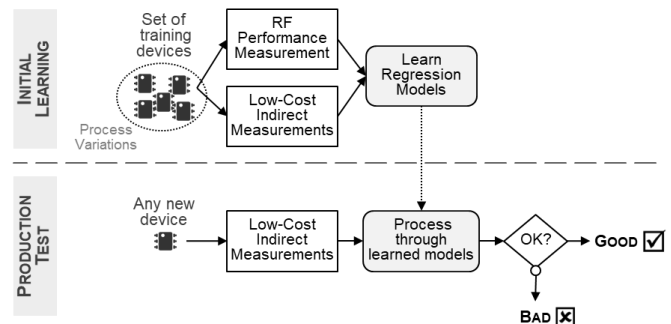 INITIAL
LEARNING
Set of
training
devices
Process
Variations
RF
Performance
Measurement
Low-Cost Indirect
Measurements
Learn
Regression
Models
PRODUCTION
TEST
Any new
device
Low-Cost
Indirect
Measurements
Process
through
learned models
OK?
GOOD
BAD